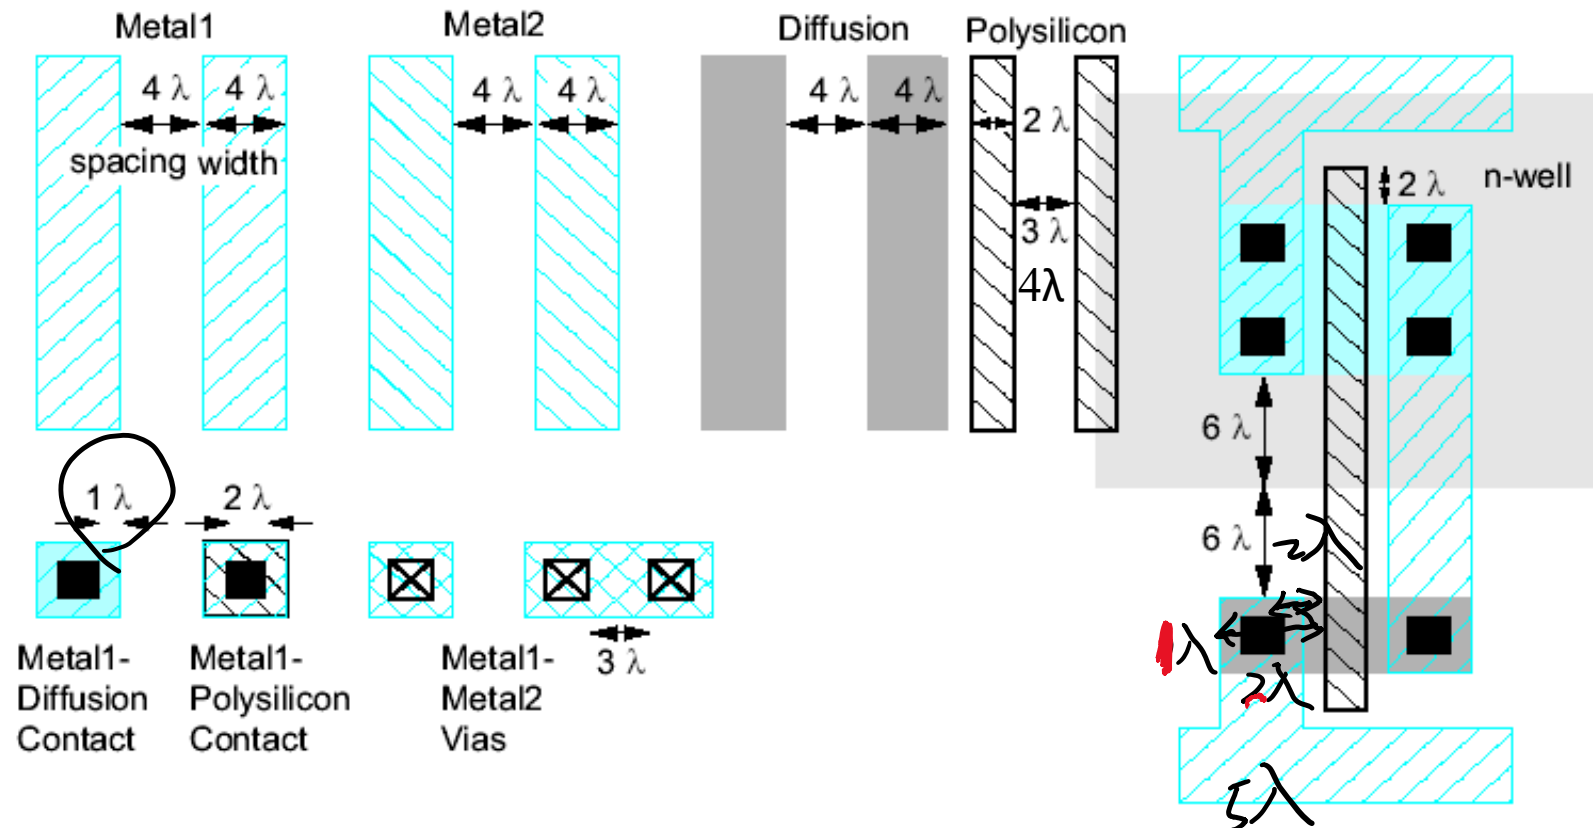 Metal1
Metal2
Diffusion
Polysilicon
4 λ
4 λ
4 λ
4 λ
4 λ
4 λ
2 λ
spacing width
3 λ
4λ
2 λ
n-well
6 λ
6 λ
2λ
1 λ
2 λ
1λ
2λ
3 λ
Metal1-
Diffusion
Contact
Metal1-
Polysilicon
Contact
Metal1-
Metal2
Vias
5λ